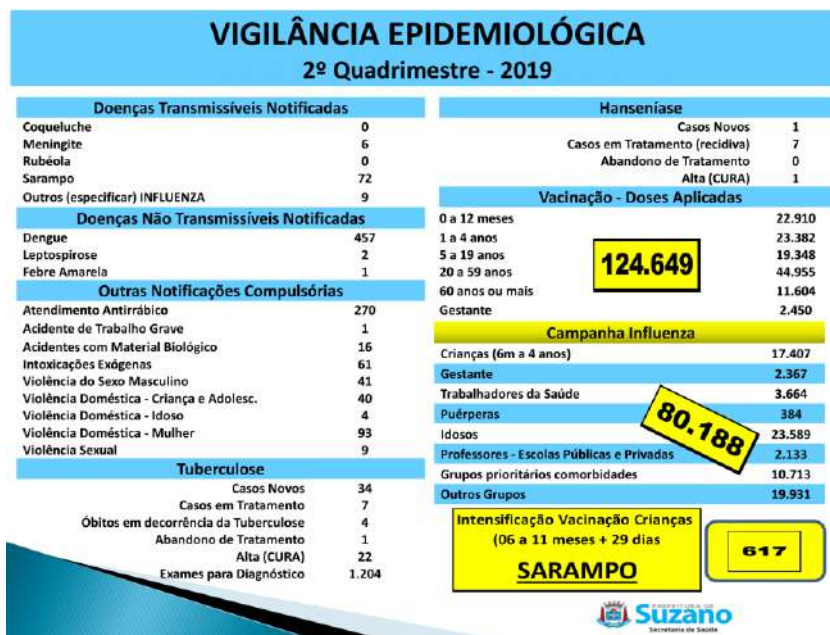 VIGILÂNCIA EPIDEMIOLÓGICA
2º Quadrimestre - 2019
Doenças Transmissíveis Notificadas
Coqueluche 0
Meningite 6
Rubéola 0
Sarampo 72
Outros (especificar) INFLUENZA 9
Doenças Não Transmissíveis Notificadas
Dengue 457
Leptospirose 2
Febre Amarela 1
Outras Notificações Compulsórias
Atendimento Antirrábico 270
Acidente de Trabalho Grave 1
Acidentes com Material Biológico 16
Intoxicações Exógenas 61
Violência do Sexo Masculino 41
Violência Doméstica - Criança e Adolesc. 40
Violência Doméstica - Idoso 4
Violência Doméstica - Mulher 93
Violência Sexual 9
Tuberculose
Casos Novos 34
Casos em Tratamento 7
Óbitos em decorrência da Tuberculose 4
Abandono de Tratamento 1
Alta (CURA) 22
Exames para Diagnóstico 1.204
Hanseníase
Casos Novos 1
Casos em Tratamento (recidiva) 7
Abandono de Tratamento 0
Alta (CURA) 1
Vacinação - Doses Aplicadas
0 a 12 meses 22.910
1 a 4 anos 23.382
5 a 19 anos 19.348
20 a 59 anos 44.955
60 anos ou mais 11.604
Gestante 2.450
124.649
Campanha Influenza
Crianças (6m a 4 anos) 17.407
Gestante 2.367
Trabalhadores da Saúde 3.664
Puérperas 384
Idosos 23.589
Professores - Escolas Públicas e Privadas 2.133
Grupos prioritários comorbidades 10.713
Outros Grupos 19.931
80.188
Intensificação Vacinação Crianças
(06 a 11 meses + 29 dias
SARAMPO
617
PREFEITURA DE
Suzano
Secretaria de Saúde